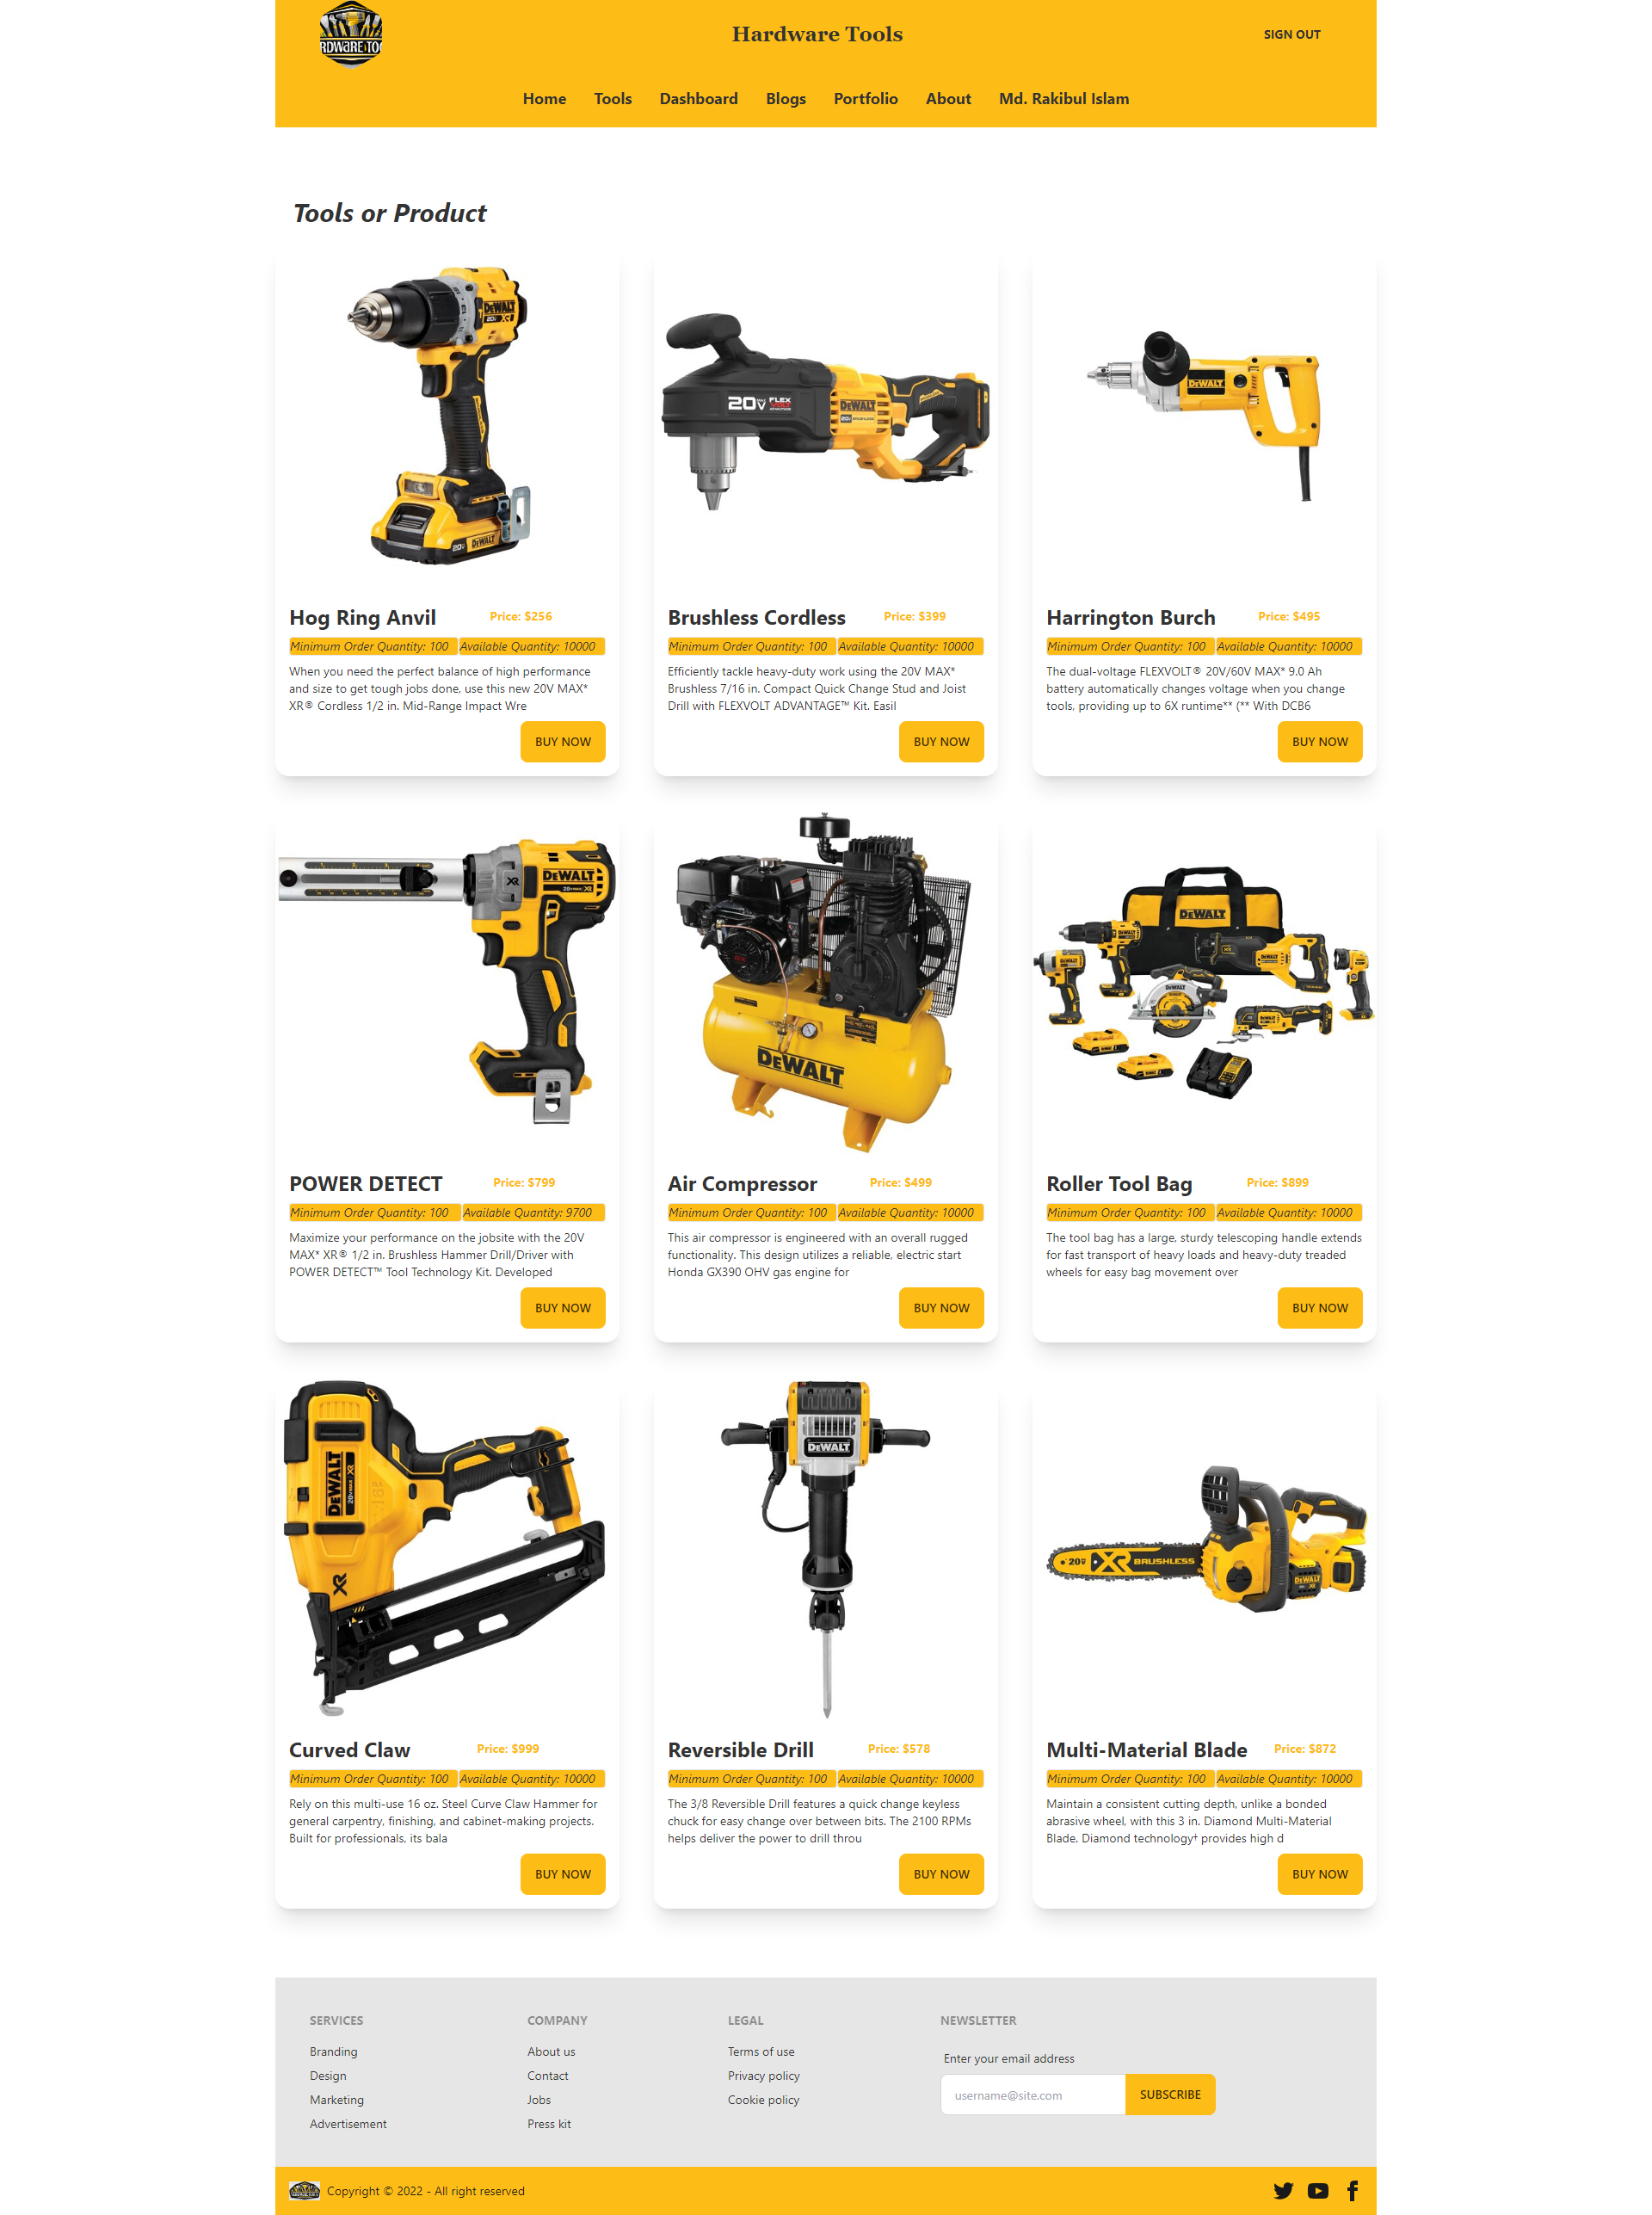 RDWaRe TO
Hardware Tools
SIGN OUT
Home Tools Dashboard Blogs Portfolio About Md. Rakibul Islam
Tools or Product
DEWALT
20V XR
20V DEWALT
20V MAX FLEX VOLT ADVANTAGE
DEWALT
20V BRUSHLESS
DEWALT
Hog Ring Anvil Price: $256
Minimum Order Quantity: 100 Available Quantity: 10000
When you need the perfect balance of high performance
and size to get tough jobs done, use this new 20V MAX*
XR® Cordless 1/2 in. Mid-Range Impact Wre
BUY NOW
Brushless Cordless Price: $399
Minimum Order Quantity: 100 Available Quantity: 10000
Efficiently tackle heavy-duty work using the 20V MAX*
Brushless 7/16 in. Compact Quick Change Stud and Joist
Drill with FLEXVOLT ADVANTAGE™ Kit. Easil
BUY NOW
Harrington Burch Price: $495
Minimum Order Quantity: 100 Available Quantity: 10000
The dual-voltage FLEXVOLT® 20V/60V MAX* 9.0 Ah
battery automatically changes voltage when you change
tools, providing up to 6X runtime** (** With DCB6
BUY NOW
XR
DEWALT
20V MAX XR
DEWALT
DEWALT
POWER DETECT Price: $799
Minimum Order Quantity: 100 Available Quantity: 9700
Maximize your performance on the jobsite with the 20V
MAX* XR® 1/2 in. Brushless Hammer Drill/Driver with
POWER DETECT™ Tool Technology Kit. Developed
BUY NOW
Air Compressor Price: $499
Minimum Order Quantity: 100 Available Quantity: 10000
This air compressor is engineered with an overall rugged
functionality. This design utilizes a reliable, electric start
Honda GX390 OHV gas engine for
BUY NOW
Roller Tool Bag Price: $899
Minimum Order Quantity: 100 Available Quantity: 10000
The tool bag has a large, sturdy telescoping handle extends
for fast transport of heavy loads and heavy-duty treaded
wheels for easy bag movement over
BUY NOW
DEWALT
20V MAX XR
XR
DEWALT
20V XR BRUSHLESS
DEWALT
Curved Claw Price: $999
Minimum Order Quantity: 100 Available Quantity: 10000
Rely on this multi-use 16 oz. Steel Curve Claw Hammer for
general carpentry, finishing, and cabinet-making projects.
Built for professionals, its bala
BUY NOW
Reversible Drill Price: $578
Minimum Order Quantity: 100 Available Quantity: 10000
The 3/8 Reversible Drill features a quick change keyless
chuck for easy change over between bits. The 2100 RPMs
helps deliver the power to drill throu
BUY NOW
Multi-Material Blade Price: $872
Minimum Order Quantity: 100 Available Quantity: 10000
Maintain a consistent cutting depth, unlike a bonded
abrasive wheel, with this 3 in. Diamond Multi-Material
Blade. Diamond technology† provides high d
BUY NOW
SERVICES
Branding
Design
Marketing
Advertisement
COMPANY
About us
Contact
Jobs
Press kit
LEGAL
Terms of use
Privacy policy
Cookie policy
NEWSLETTER
Enter your email address
username@site.com SUBSCRIBE
Copyright © 2022 - All right reserved